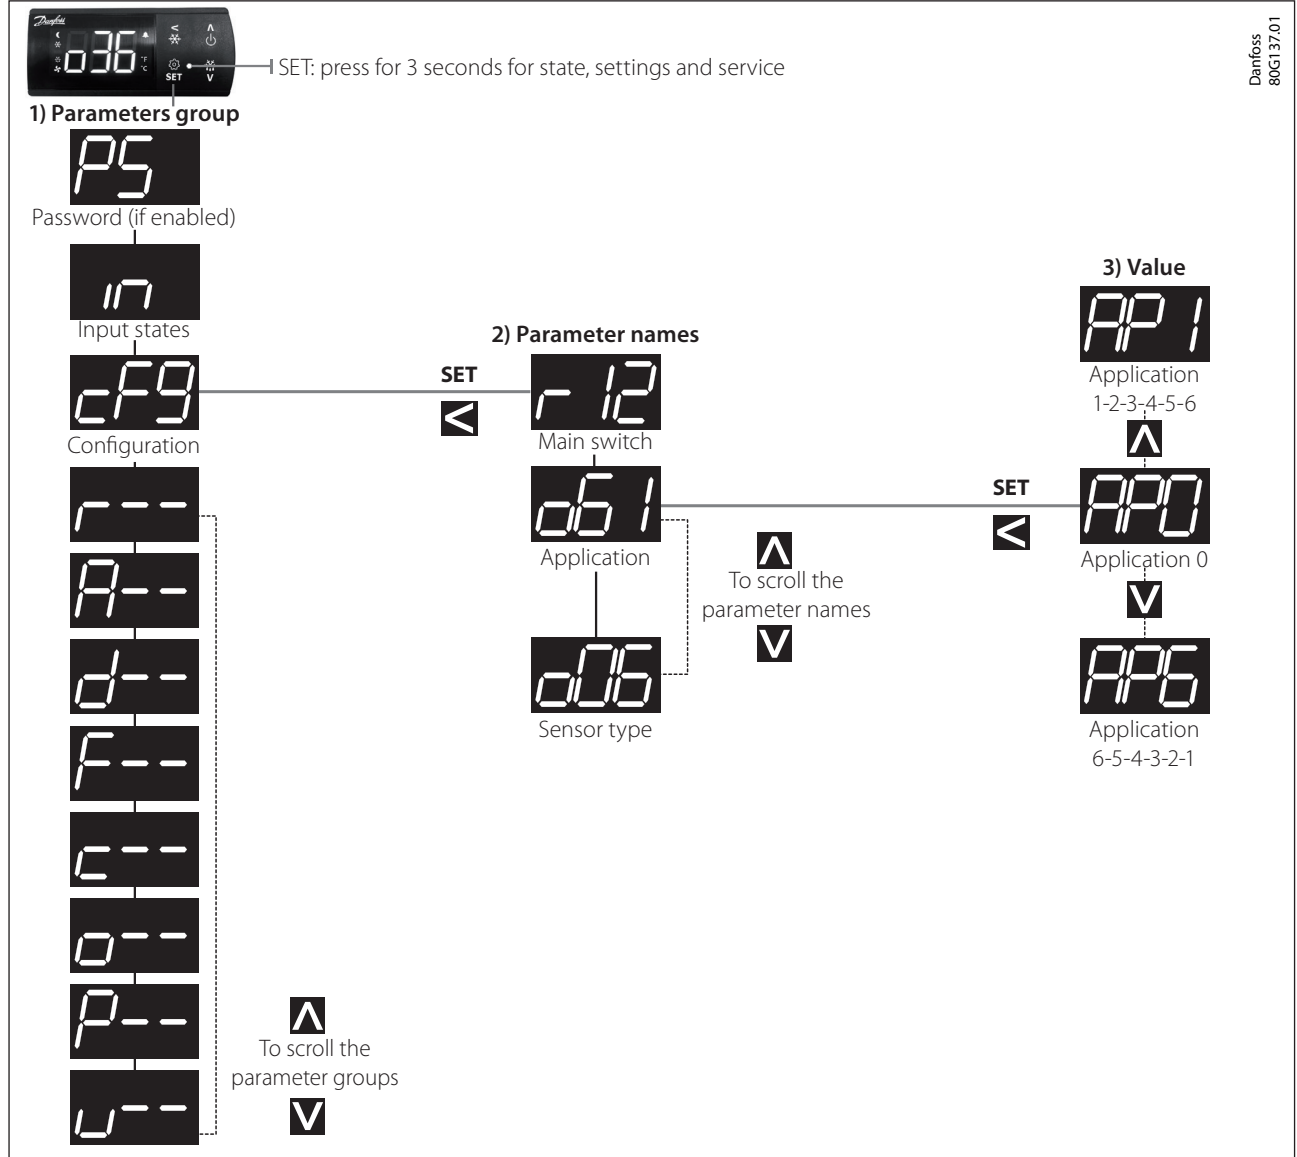 Danfoss
o36
°F
°C
SET
SET: press for 3 seconds for state, settings and service
Danfoss
80G137.01
1) Parameters group
PS
Password (if enabled)
in
Input states
cFg
Configuration
r--
A--
d--
F--
c--
o--
P--
u--
To scroll the
parameter groups
SET
2) Parameter names
r12
Main switch
o61
Application
o06
Sensor type
To scroll the
parameter names
SET
3) Value
AP1
Application
1-2-3-4-5-6
AP0
Application 0
AP6
Application
6-5-4-3-2-1